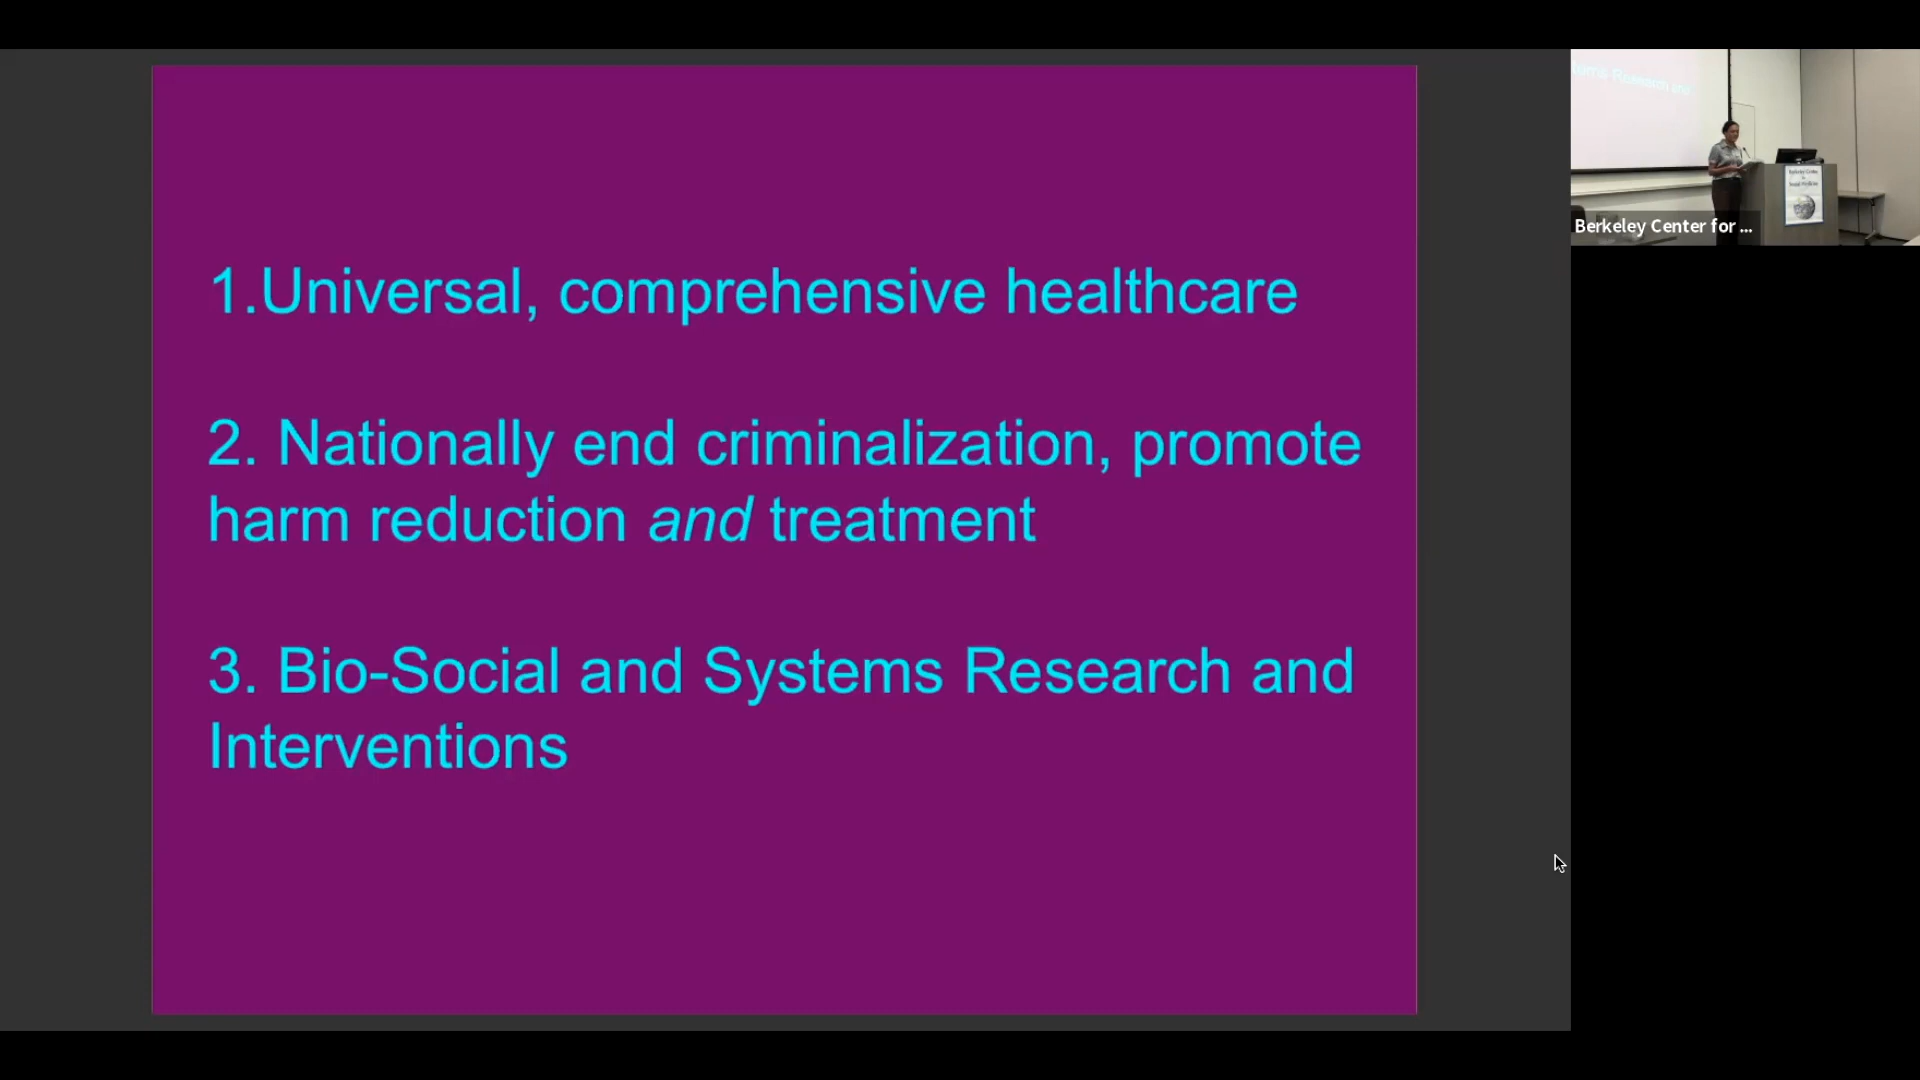 1.Universal, comprehensive healthcare
2. Nationally end criminalization, promote
harm reduction and treatment
3. Bio-Social and Systems Research and
Interventions
Berkeley Center for ...